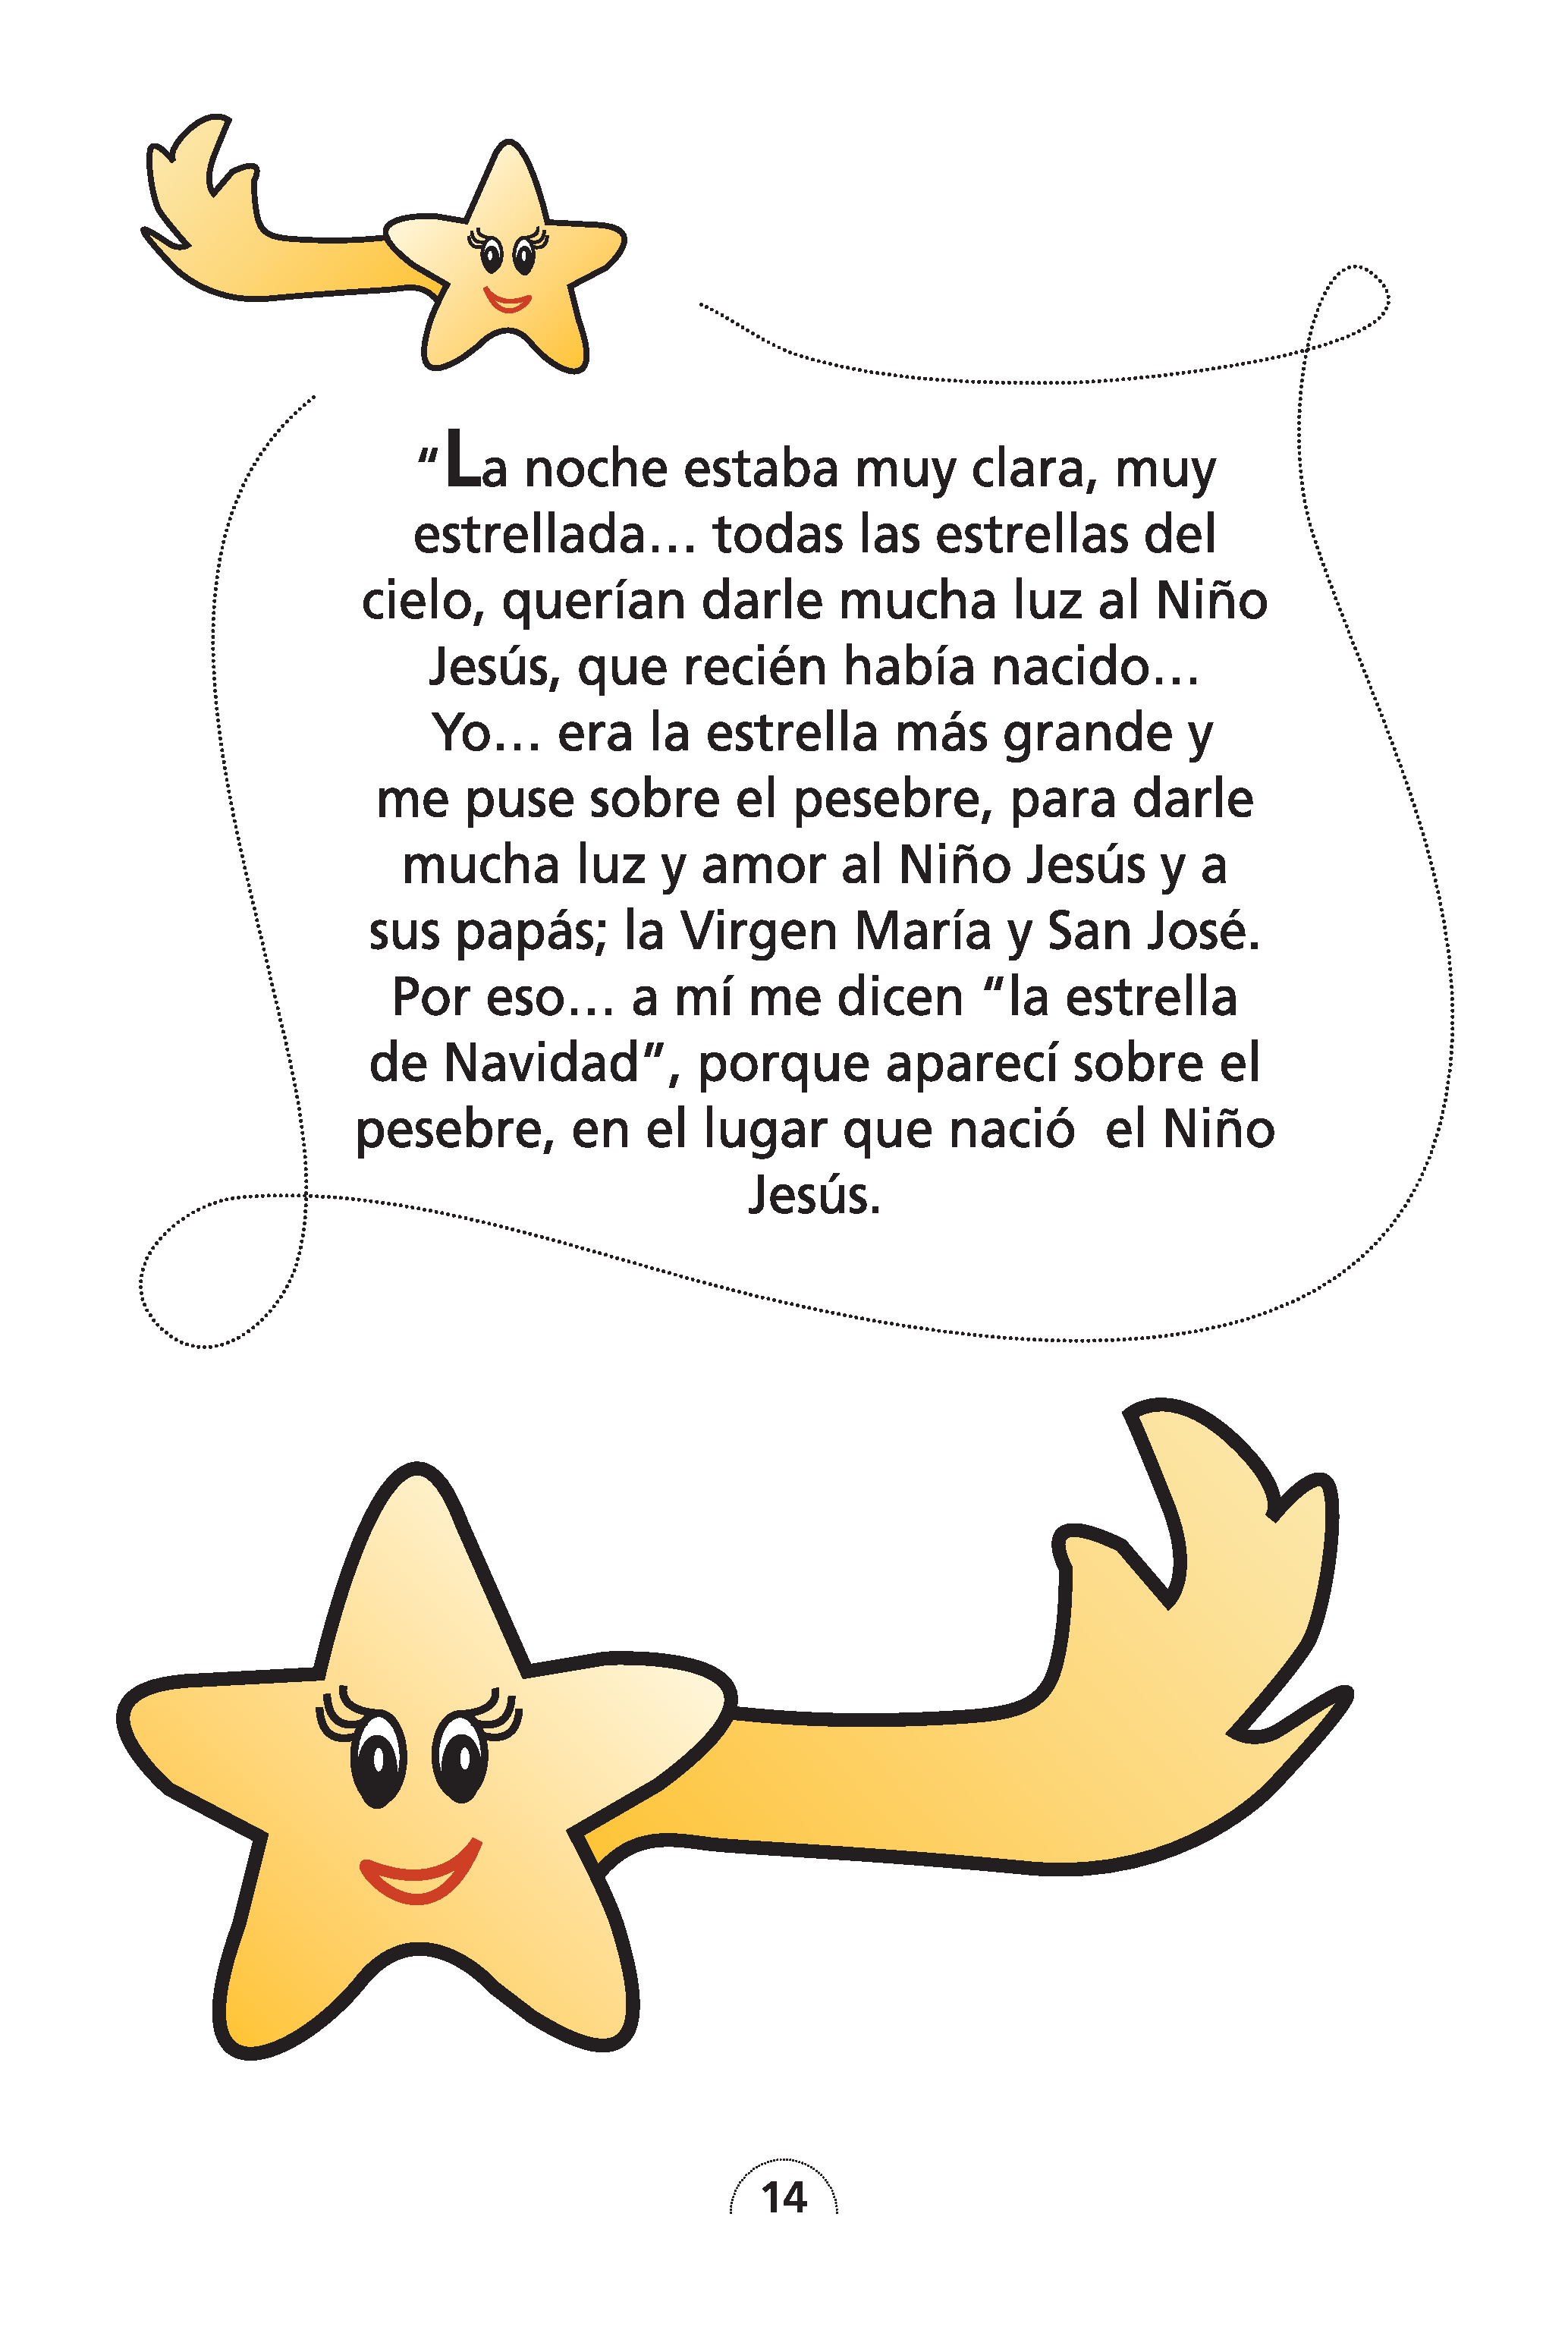 “La noche estaba muy clara, muy
estrellada… todas las estrellas del
cielo, querían darle mucha luz al Niño
Jesús, que recién había nacido…
Yo… era la estrella más grande y
me puse sobre el pesebre, para darle
mucha luz y amor al Niño Jesús y a
sus papás; la Virgen María y San José.
Por eso… a mí me dicen “la estrella
de Navidad”, porque aparecí sobre el
pesebre, en el lugar que nació el Niño
Jesús.
14